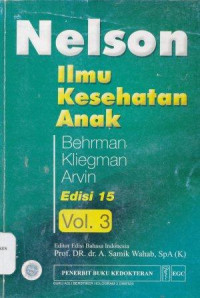 Nelson
Ilmu
Kesehatan
Anak
Behrman
Kliegman
Arvin
Edisi 15
Vol. 3
Editor Edisi Bahasa Indonesia
Prof. DR. dr. A. Samik Wahab, SpA (K)
PENERBIT BUKU KEDOKTERAN EGC